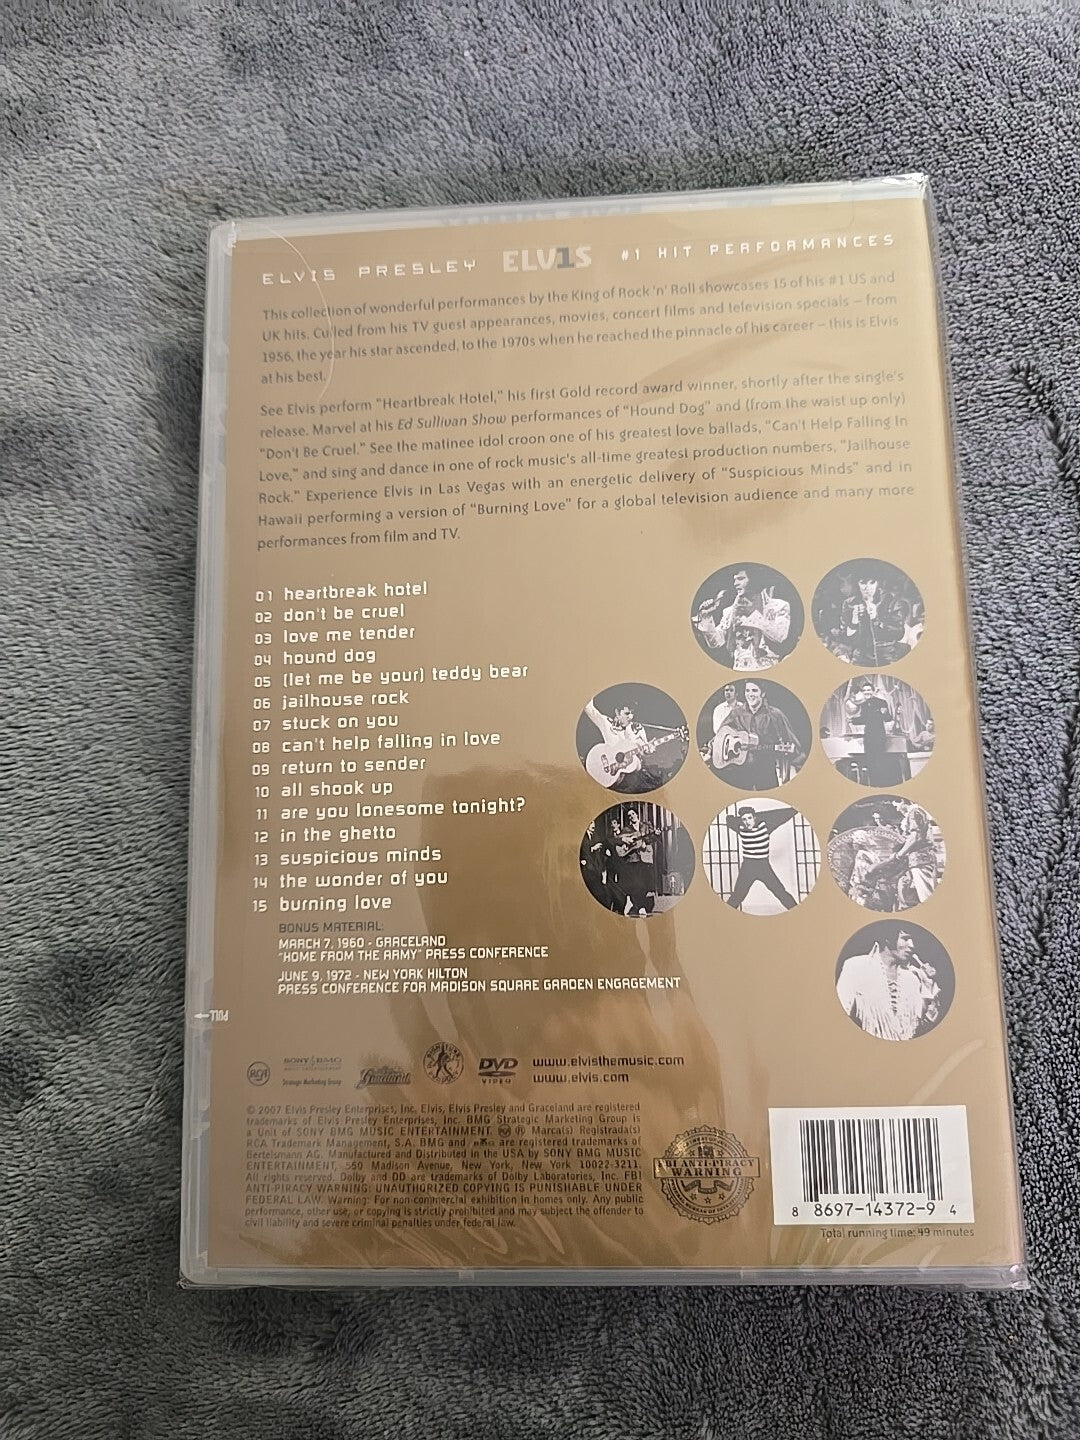 ELVIS PRESLEY ELV1S #1 HIT PERFORMANCES
This collection of wonderful performances by the King of Rock 'n' Roll showcases 15 of his #1 US and
UK hits. Culled from his TV guest appearances, movies, concert films and television specials – from
1956, the year his star ascended, to the 1970s when he reached the pinnacle of his career – this is Elvis
at his best.
See Elvis perform "Heartbreak Hotel," his first Gold record award winner, shortly after the single's
release. Marvel at his Ed Sullivan Show performances of "Hound Dog" and (from the waist up only)
"Don't Be Cruel." See the matinee idol croon one of his greatest love ballads, "Can't Help Falling In
Love," and sing and dance in one of rock music's all-time greatest production numbers, "Jailhouse
Rock." Experience Elvis in Las Vegas with an energetic delivery of "Suspicious Minds" and in
Hawaii performing a version of "Burning Love" for a global television audience and many more
performances from film and TV.
01 heartbreak hotel
02 don't be cruel
03 love me tender
04 hound dog
05 (let me be your) teddy bear
06 jailhouse rock
07 stuck on you
08 can't help falling in love
09 return to sender
10 all shook up
11 are you lonesome tonight?
12 in the ghetto
13 suspicious minds
14 the wonder of you
15 burning love
BONUS MATERIAL:
MARCH 7, 1960 - GRACELAND
"HOME FROM THE ARMY" PRESS CONFERENCE
JUNE 9, 1972 - NEW YORK HILTON
PRESS CONFERENCE FOR MADISON SQUARE GARDEN ENGAGEMENT
PULL
RCA
SONY BMG
MUSIC ENTERTAINMENT
Strategic Marketing Group
Graceland
DVD
VIDEO
www.elvisthemusic.com
www.elvis.com
© 2007 Elvis Presley Enterprises, Inc. Elvis, Elvis Presley and Graceland are registered
trademarks of Elvis Presley Enterprises, Inc. BMG Strategic Marketing Group is
a Unit of SONY BMG MUSIC ENTERTAINMENT. ® Marca(s) Registrada(s)
RCA Trademark Management, S.A. BMG and BMG are registered trademarks of
Bertelsmann AG. Manufactured and Distributed in the USA by SONY BMG MUSIC
ENTERTAINMENT, 550 Madison Avenue, New York, New York 10022-3211.
All rights reserved. Dolby and DD are trademarks of Dolby Laboratories, Inc. FBI
ANTI-PIRACY WARNING: UNAUTHORIZED COPYING IS PUNISHABLE UNDER
FEDERAL LAW. Warning: For non-commercial exhibition in homes only. Any public
performance, other use, or copying is strictly prohibited and may subject the offender to
civil liability and severe criminal penalties under federal law.
FBI ANTI-PIRACY
WARNING
8 8697-14372-9 4
Total running time: 49 minutes